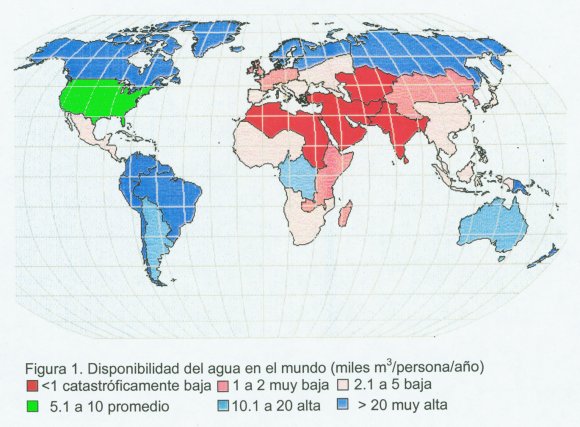 Figura 1. Disponibilidad del agua en el mundo (miles m³/persona/año)
<1 catastróficamente baja 1 a 2 muy baja 2.1 a 5 baja
5.1 a 10 promedio 10.1 a 20 alta > 20 muy alta